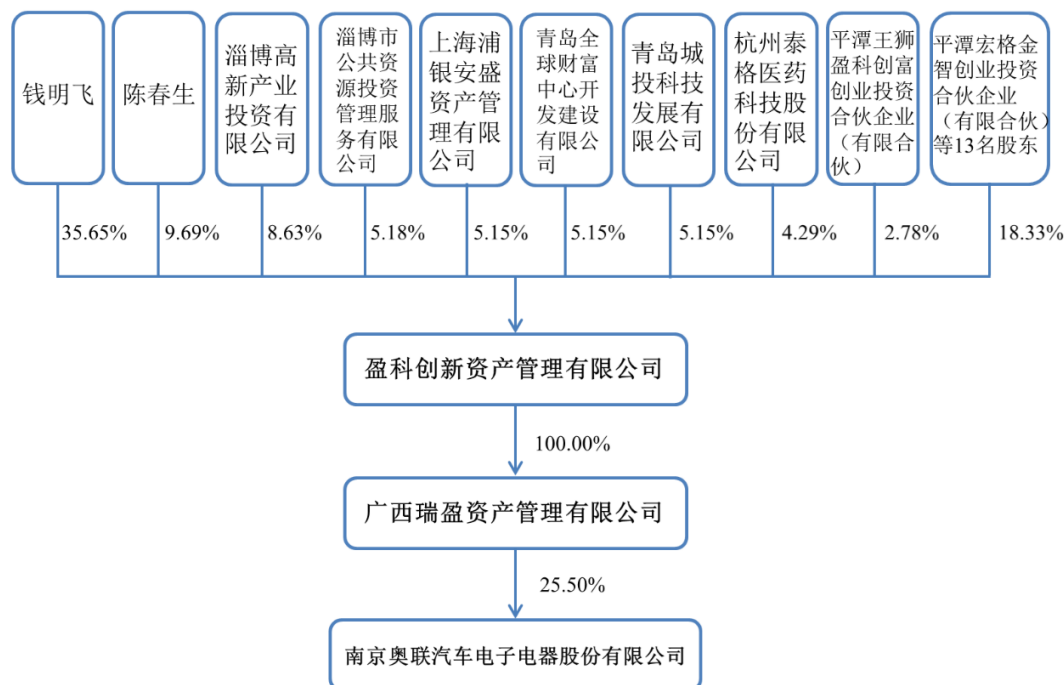 钱明飞
陈春生
淄博高
新产业
投资有
限公司
淄博市
公共资
源投资
管理服
务有限
公司
上海浦
银安盛
资产管
理有限
公司
青岛全
球财富
中心开
发建设
有限公
司
青岛城
投科技
发展有
限公司
杭州泰
格医药
科技股
份有限
公司
平潭王狮
盈科创富
创业投资
合伙企业
（有限合
伙）
平潭宏格金
智创业投资
合伙企业
（有限合伙）
等13名股东
35.65%
9.69%
8.63%
5.18%
5.15%
5.15%
5.15%
4.29%
2.78%
18.33%
盈科创新资产管理有限公司
100.00%
广西瑞盈资产管理有限公司
25.50%
南京奥联汽车电子电器股份有限公司